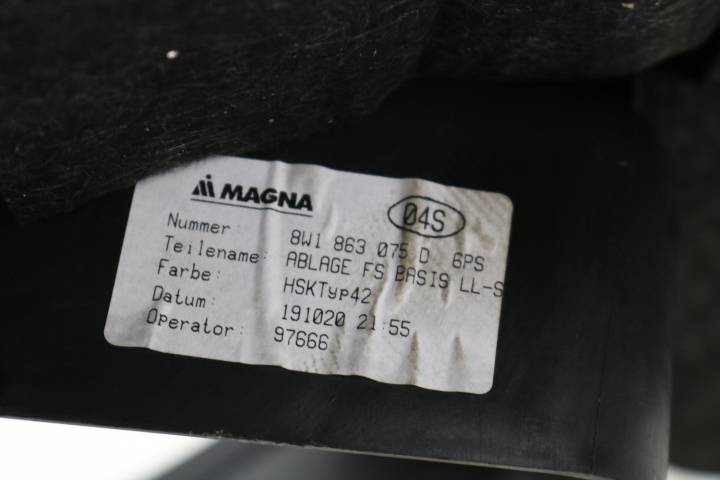 MAGNA
04S
Nummer: 8W1 863 075 D 6PS
Teilename: ABLAGE FS BASIS LL-S
Farbe: HSKTyp42
Datum: 191020 21:55
Operator: 97666